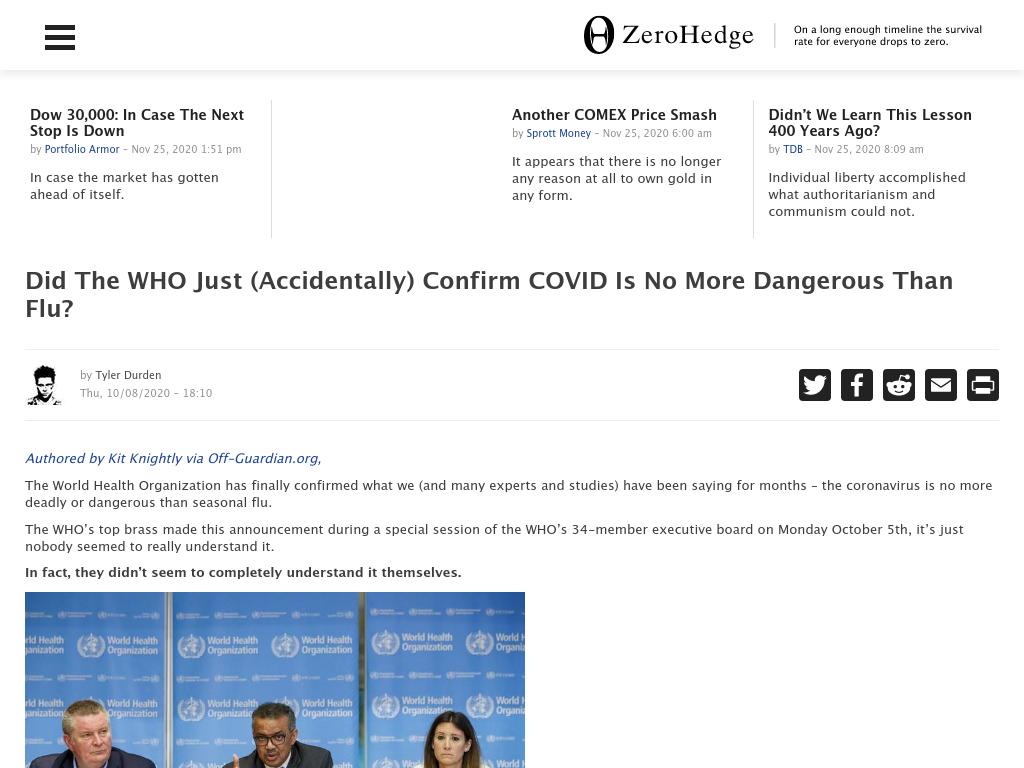 ZeroHedge
On a long enough timeline the survival
rate for everyone drops to zero.
Dow 30,000: In Case The Next
Stop Is Down
by Portfolio Armor - Nov 25, 2020 1:51 pm
In case the market has gotten
ahead of itself.
Another COMEX Price Smash
by Sprott Money - Nov 25, 2020 6:00 am
It appears that there is no longer
any reason at all to own gold in
any form.
Didn't We Learn This Lesson
400 Years Ago?
by TDB - Nov 25, 2020 8:09 am
Individual liberty accomplished
what authoritarianism and
communism could not.
Did The WHO Just (Accidentally) Confirm COVID Is No More Dangerous Than
Flu?
by Tyler Durden
Thu, 10/08/2020 - 18:10
Authored by Kit Knightly via Off-Guardian.org,
The World Health Organization has finally confirmed what we (and many experts and studies) have been saying for months – the coronavirus is no more
deadly or dangerous than seasonal flu.
The WHO’s top brass made this announcement during a special session of the WHO’s 34-member executive board on Monday October 5th, it’s just
nobody seemed to really understand it.
In fact, they didn’t seem to completely understand it themselves.
World Health
Organization
World Health
Organization
World Health
Organization
World Health
Organization
World Health
Organization
World Health
Organization
World Health
Organization